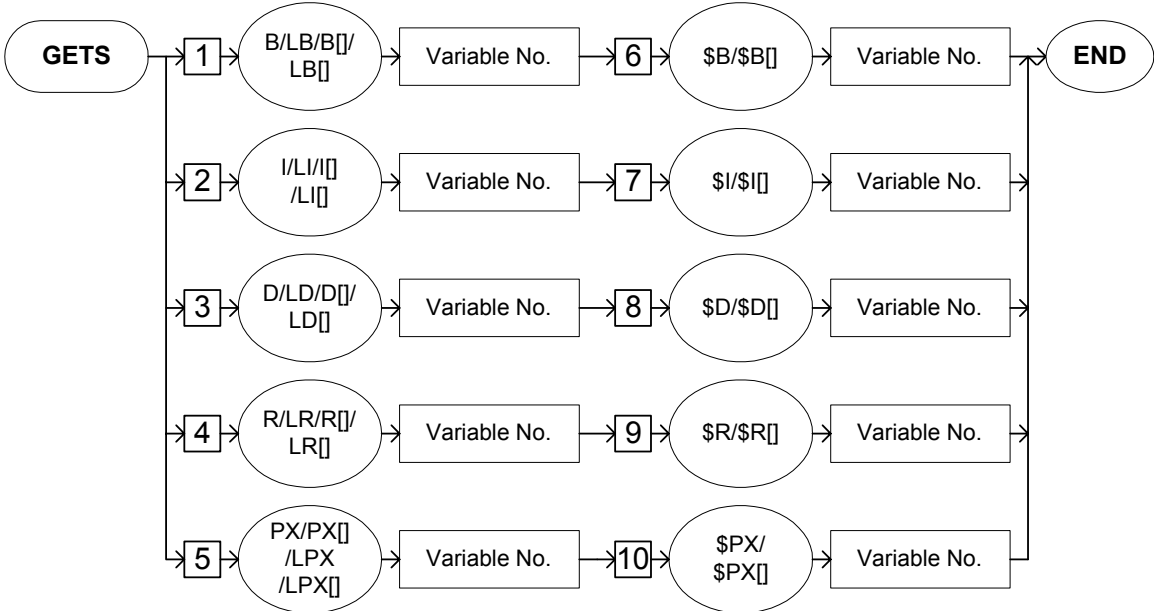 GETS
1
B/LB/B[]/
LB[]
Variable No.
6
$B/$B[]
Variable No.
END
2
I/LI/I[]
/LI[]
Variable No.
7
$I/$I[]
Variable No.
3
D/LD/D[]/
LD[]
Variable No.
8
$D/$D[]
Variable No.
4
R/LR/R[]/
LR[]
Variable No.
9
$R/$R[]
Variable No.
5
PX/PX[]
/LPX
/LPX[]
Variable No.
10
$PX/
$PX[]
Variable No.